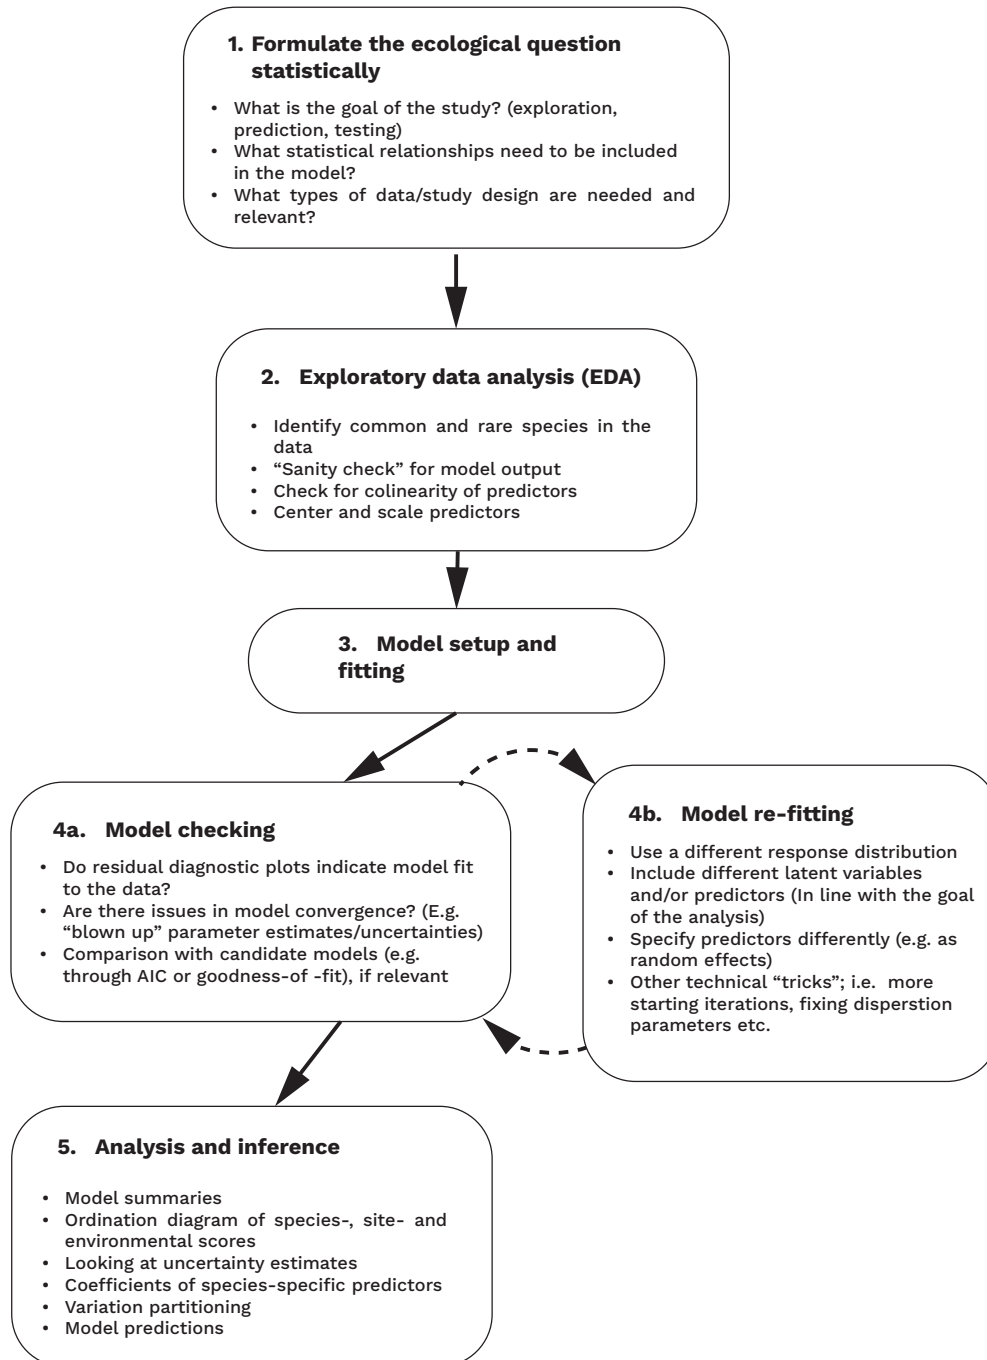 1. Formulate the ecological question
statistically
• What is the goal of the study? (exploration,
prediction, testing)
• What statistical relationships need to be included
in the model?
• What types of data/study design are needed and
relevant?
2. Exploratory data analysis (EDA)
• Identify common and rare species in the
data
• “Sanity check” for model output
• Check for colinearity of predictors
• Center and scale predictors
3. Model setup and
fitting
4a. Model checking
• Do residual diagnostic plots indicate model fit
to the data?
• Are there issues in model convergence? (E.g.
“blown up” parameter estimates/uncertainties)
• Comparison with candidate models (e.g.
through AIC or goodness-of -fit), if relevant
4b. Model re-fitting
• Use a different response distribution
• Include different latent variables
and/or predictors (In line with the goal
of the analysis)
• Specify predictors differently (e.g. as
random effects)
• Other technical “tricks”; i.e. more
starting iterations, fixing disperstion
parameters etc.
5. Analysis and inference
• Model summaries
• Ordination diagram of species-, site- and
environmental scores
• Looking at uncertainty estimates
• Coefficients of species-specific predictors
• Variation partitioning
• Model predictions